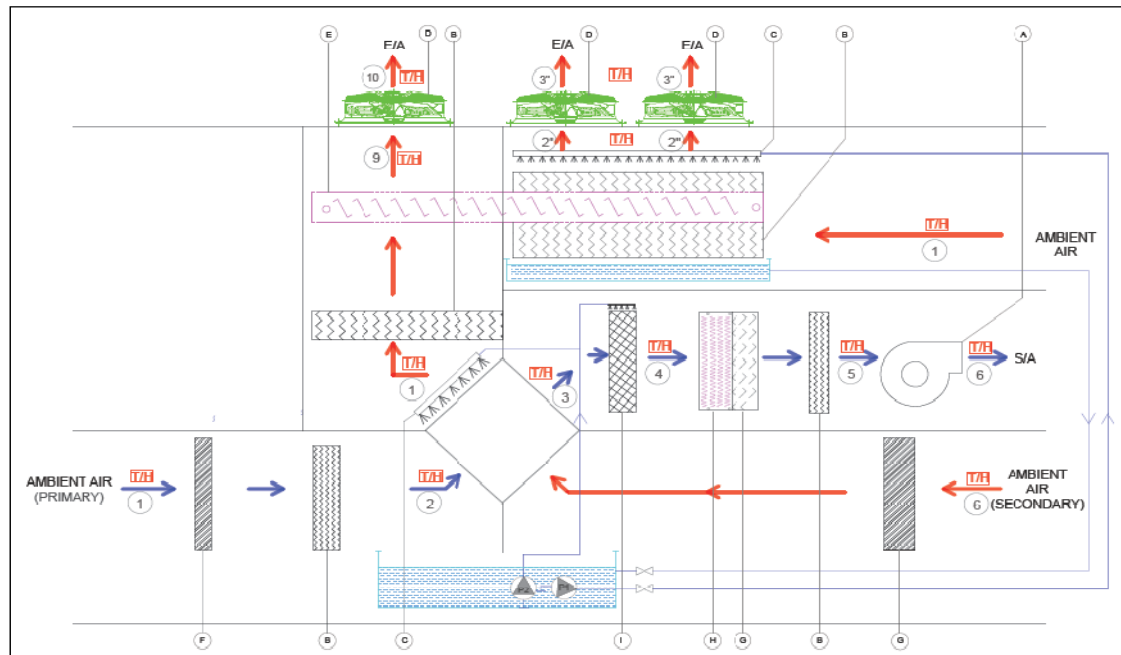 E
D
B
D
D
C
B
A
E/A
E/A
E/A
10
T/H
3"
T/H
3"
9
T/H
2"
T/H
2"
T/H
1
AMBIENT
AIR
T/H
1
T/H
3
T/H
4
T/H
5
T/H
6
S/A
AMBIENT AIR
(PRIMARY)
T/H
1
T/H
2
T/H
6
AMBIENT
AIR
(SECONDARY)
F
B
C
I
H
G
B
G